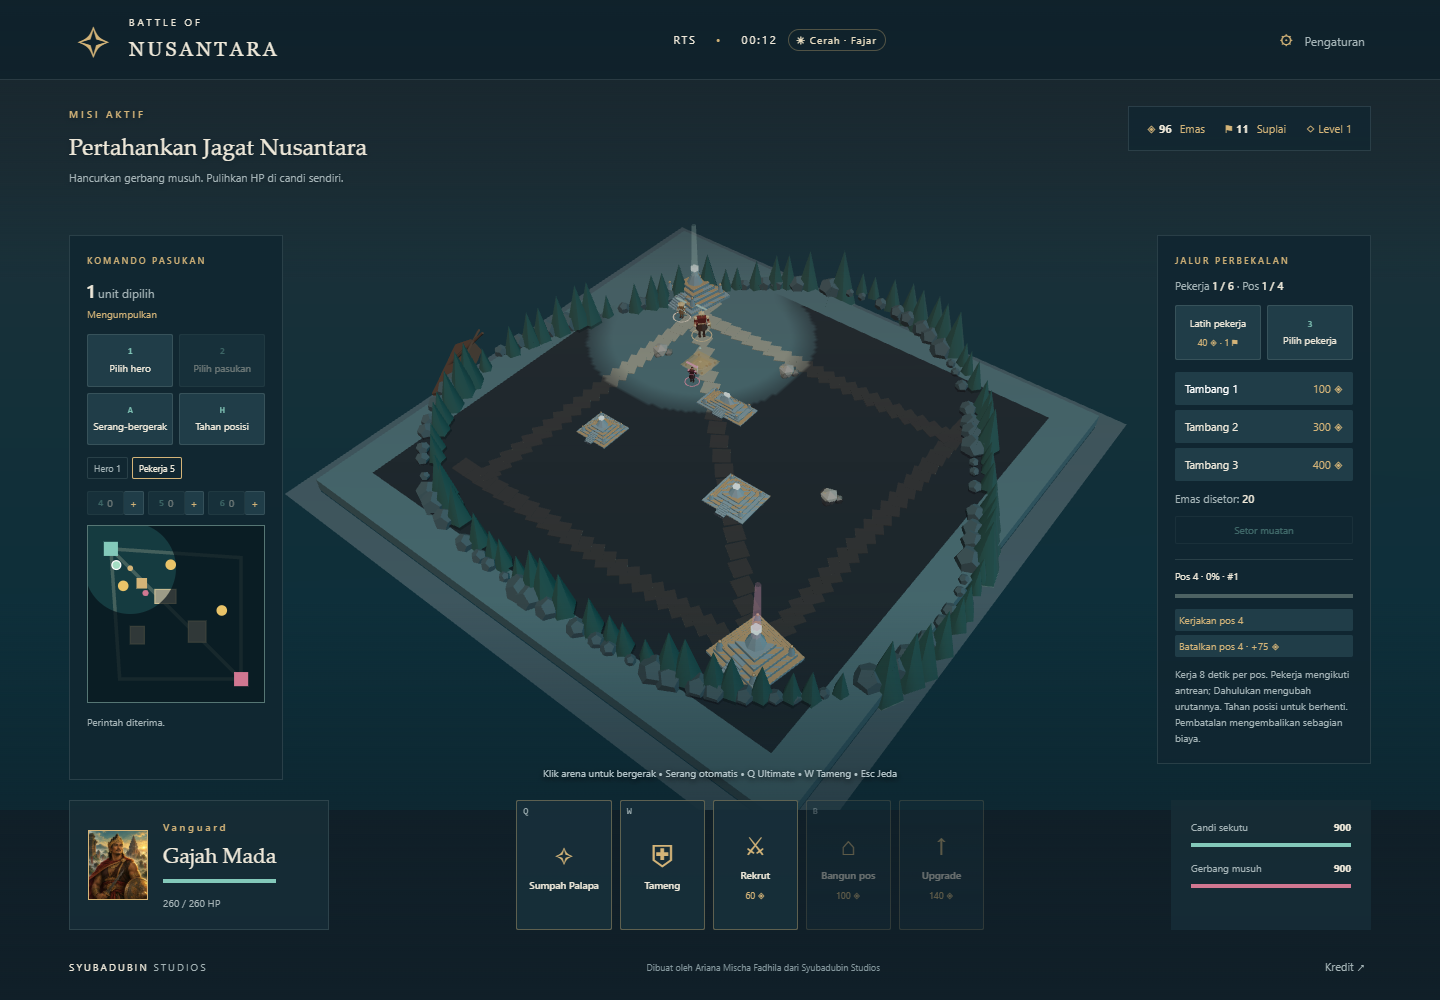 BATTLE OF
NUSANTARA
RTS • 00:12 Cerah · Fajar
Pengaturan
MISI AKTIF
Pertahankan Jagat Nusantara
Hancurkan gerbang musuh. Pulihkan HP di candi sendiri.
96 Emas 11 Suplai Level 1
KOMANDO PASUKAN
1 unit dipilih
Mengumpulkan
1
Pilih hero
2
Pilih pasukan
A
Serang-bergerak
H
Tahan posisi
Hero 1 Pekerja 5
4 0 + 5 0 + 6 0 +
Perintah diterima.
JALUR PERBEKALAN
Pekerja 1 / 6 · Pos 1 / 4
Latih pekerja
40 · 1
3
Pilih pekerja
Tambang 1 100
Tambang 2 300
Tambang 3 400
Emas disetor: 20
Setor muatan
Pos 4 · 0% · #1
Kerjakan pos 4
Batalkan pos 4 · +75
Kerja 8 detik per pos. Pekerja mengikuti
antrean; Dahulukan mengubah
urutannya. Tahan posisi untuk berhenti.
Pembatalan mengembalikan sebagian
biaya.
Klik arena untuk bergerak • Serang otomatis • Q Ultimate • W Tameng • Esc Jeda
Vanguard
Gajah Mada
260 / 260 HP
Q
Sumpah Palapa
W
Tameng
Rekrut
60
B
Bangun pos
100
Upgrade
140
Candi sekutu 900
Gerbang musuh 900
SYUBADUBIN STUDIOS
Dibuat oleh Ariana Mischa Fadhila dari Syubadubin Studios
Kredit ↗